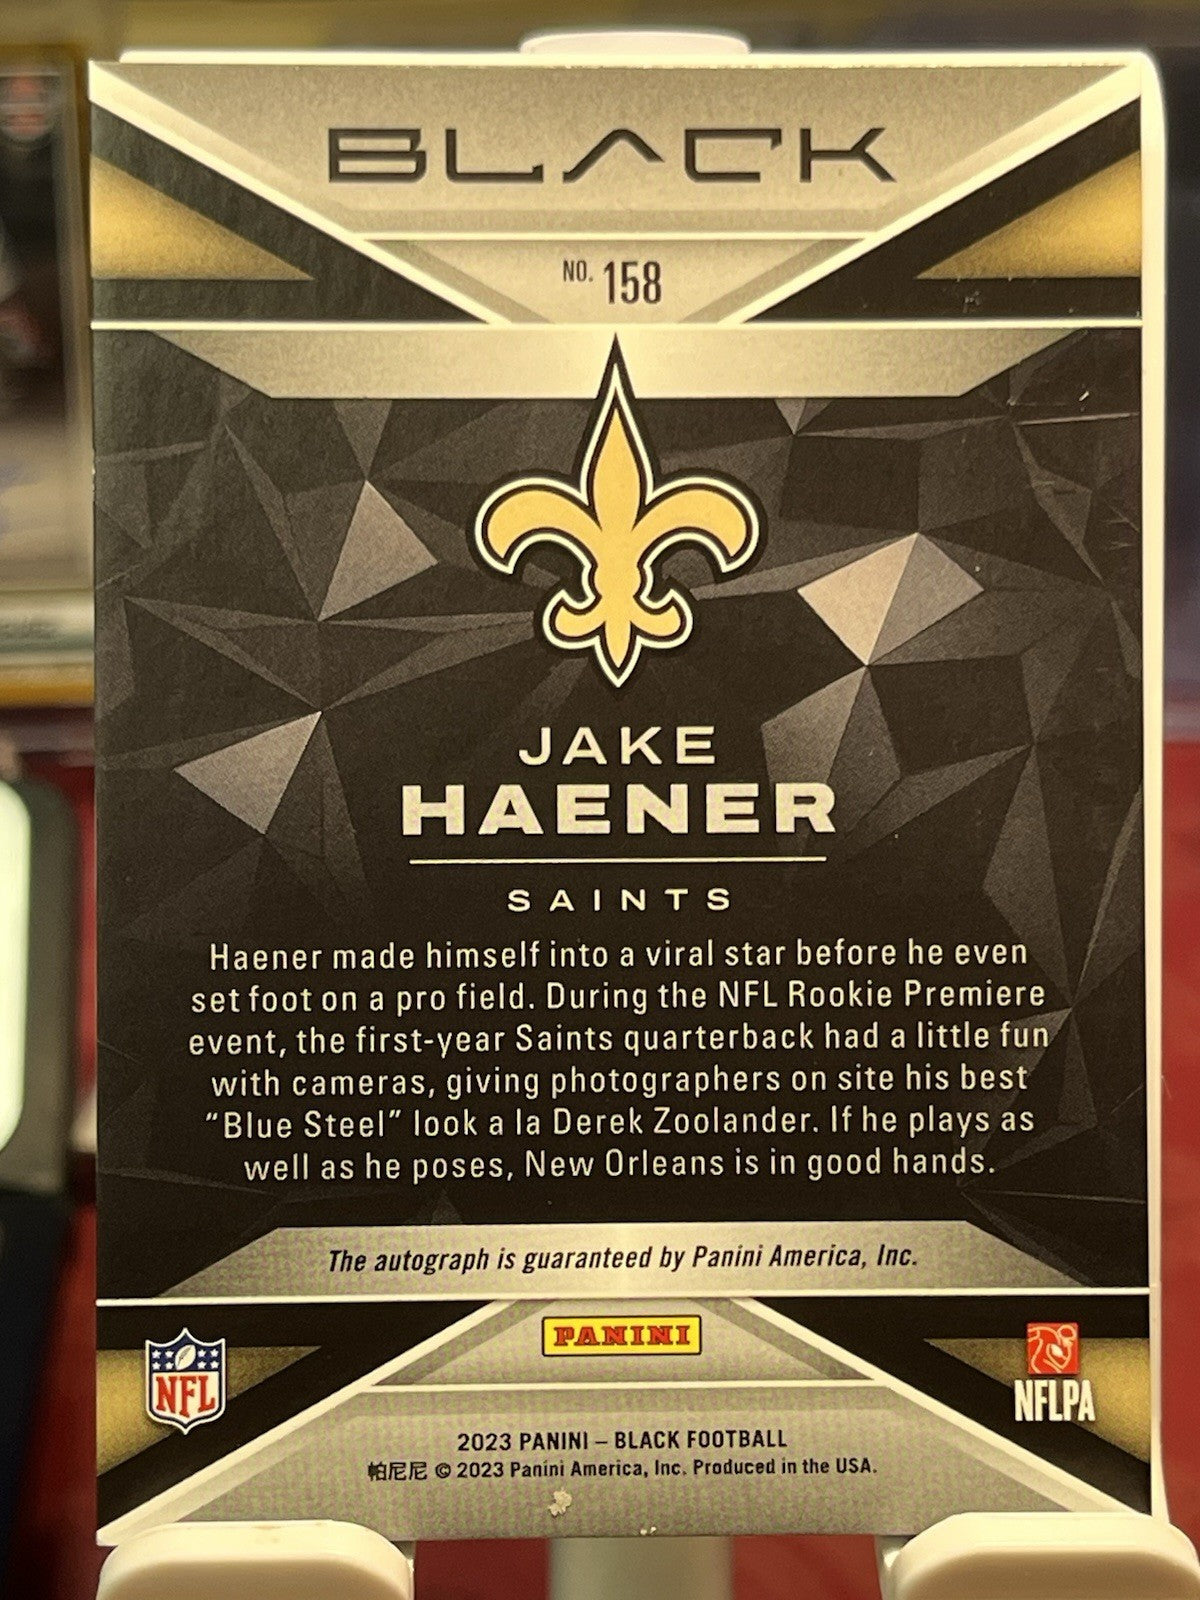 BLACK
NO. 158
JAKE
HAENER
SAINTS
Haener made himself into a viral star before he even
set foot on a pro field. During the NFL Rookie Premiere
event, the first-year Saints quarterback had a little fun
with cameras, giving photographers on site his best
“Blue Steel” look a la Derek Zoolander. If he plays as
well as he poses, New Orleans is in good hands.
The autograph is guaranteed by Panini America, Inc.
PANINI
NFL
NFLPA
2023 PANINI – BLACK FOOTBALL
帕尼尼 © 2023 Panini America, Inc. Produced in the USA.